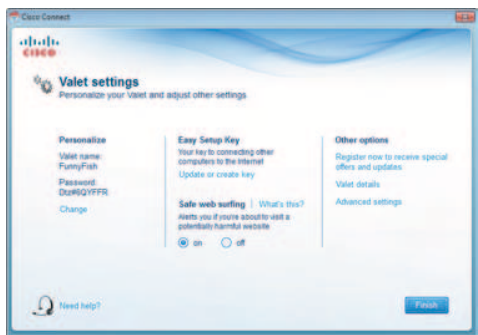 Cisco Connect
CISCO
Valet settings
Personalize your Valet and adjust other settings
Personalize
Valet name:
FunnyFish
Password:
Dtz#6QYFFR
Change
Easy Setup Key
Your key to connecting other
computers to the Internet
Update or create key
Safe web surfing | What's this?
Alerts you if you're about to visit a
potentially harmful website
on off
Other options
Register now to receive special
offers and updates
Valet details
Advanced settings
Need help?
Finish